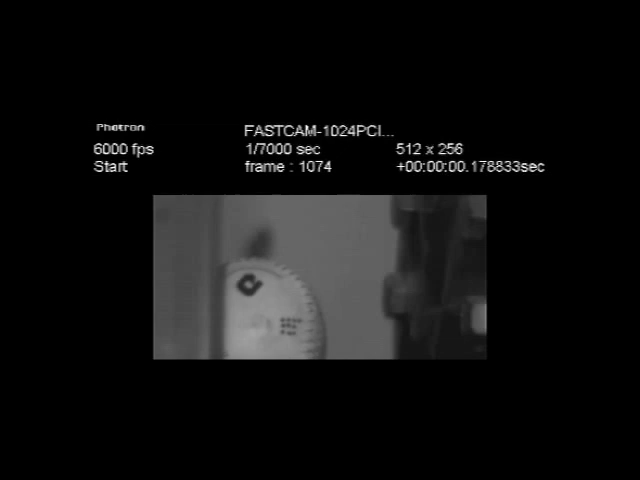 Photron FASTCAM-1024PCI...
6000 fps 1/7000 sec 512 x 256
Start frame : 1074 +00:00:00.178833sec